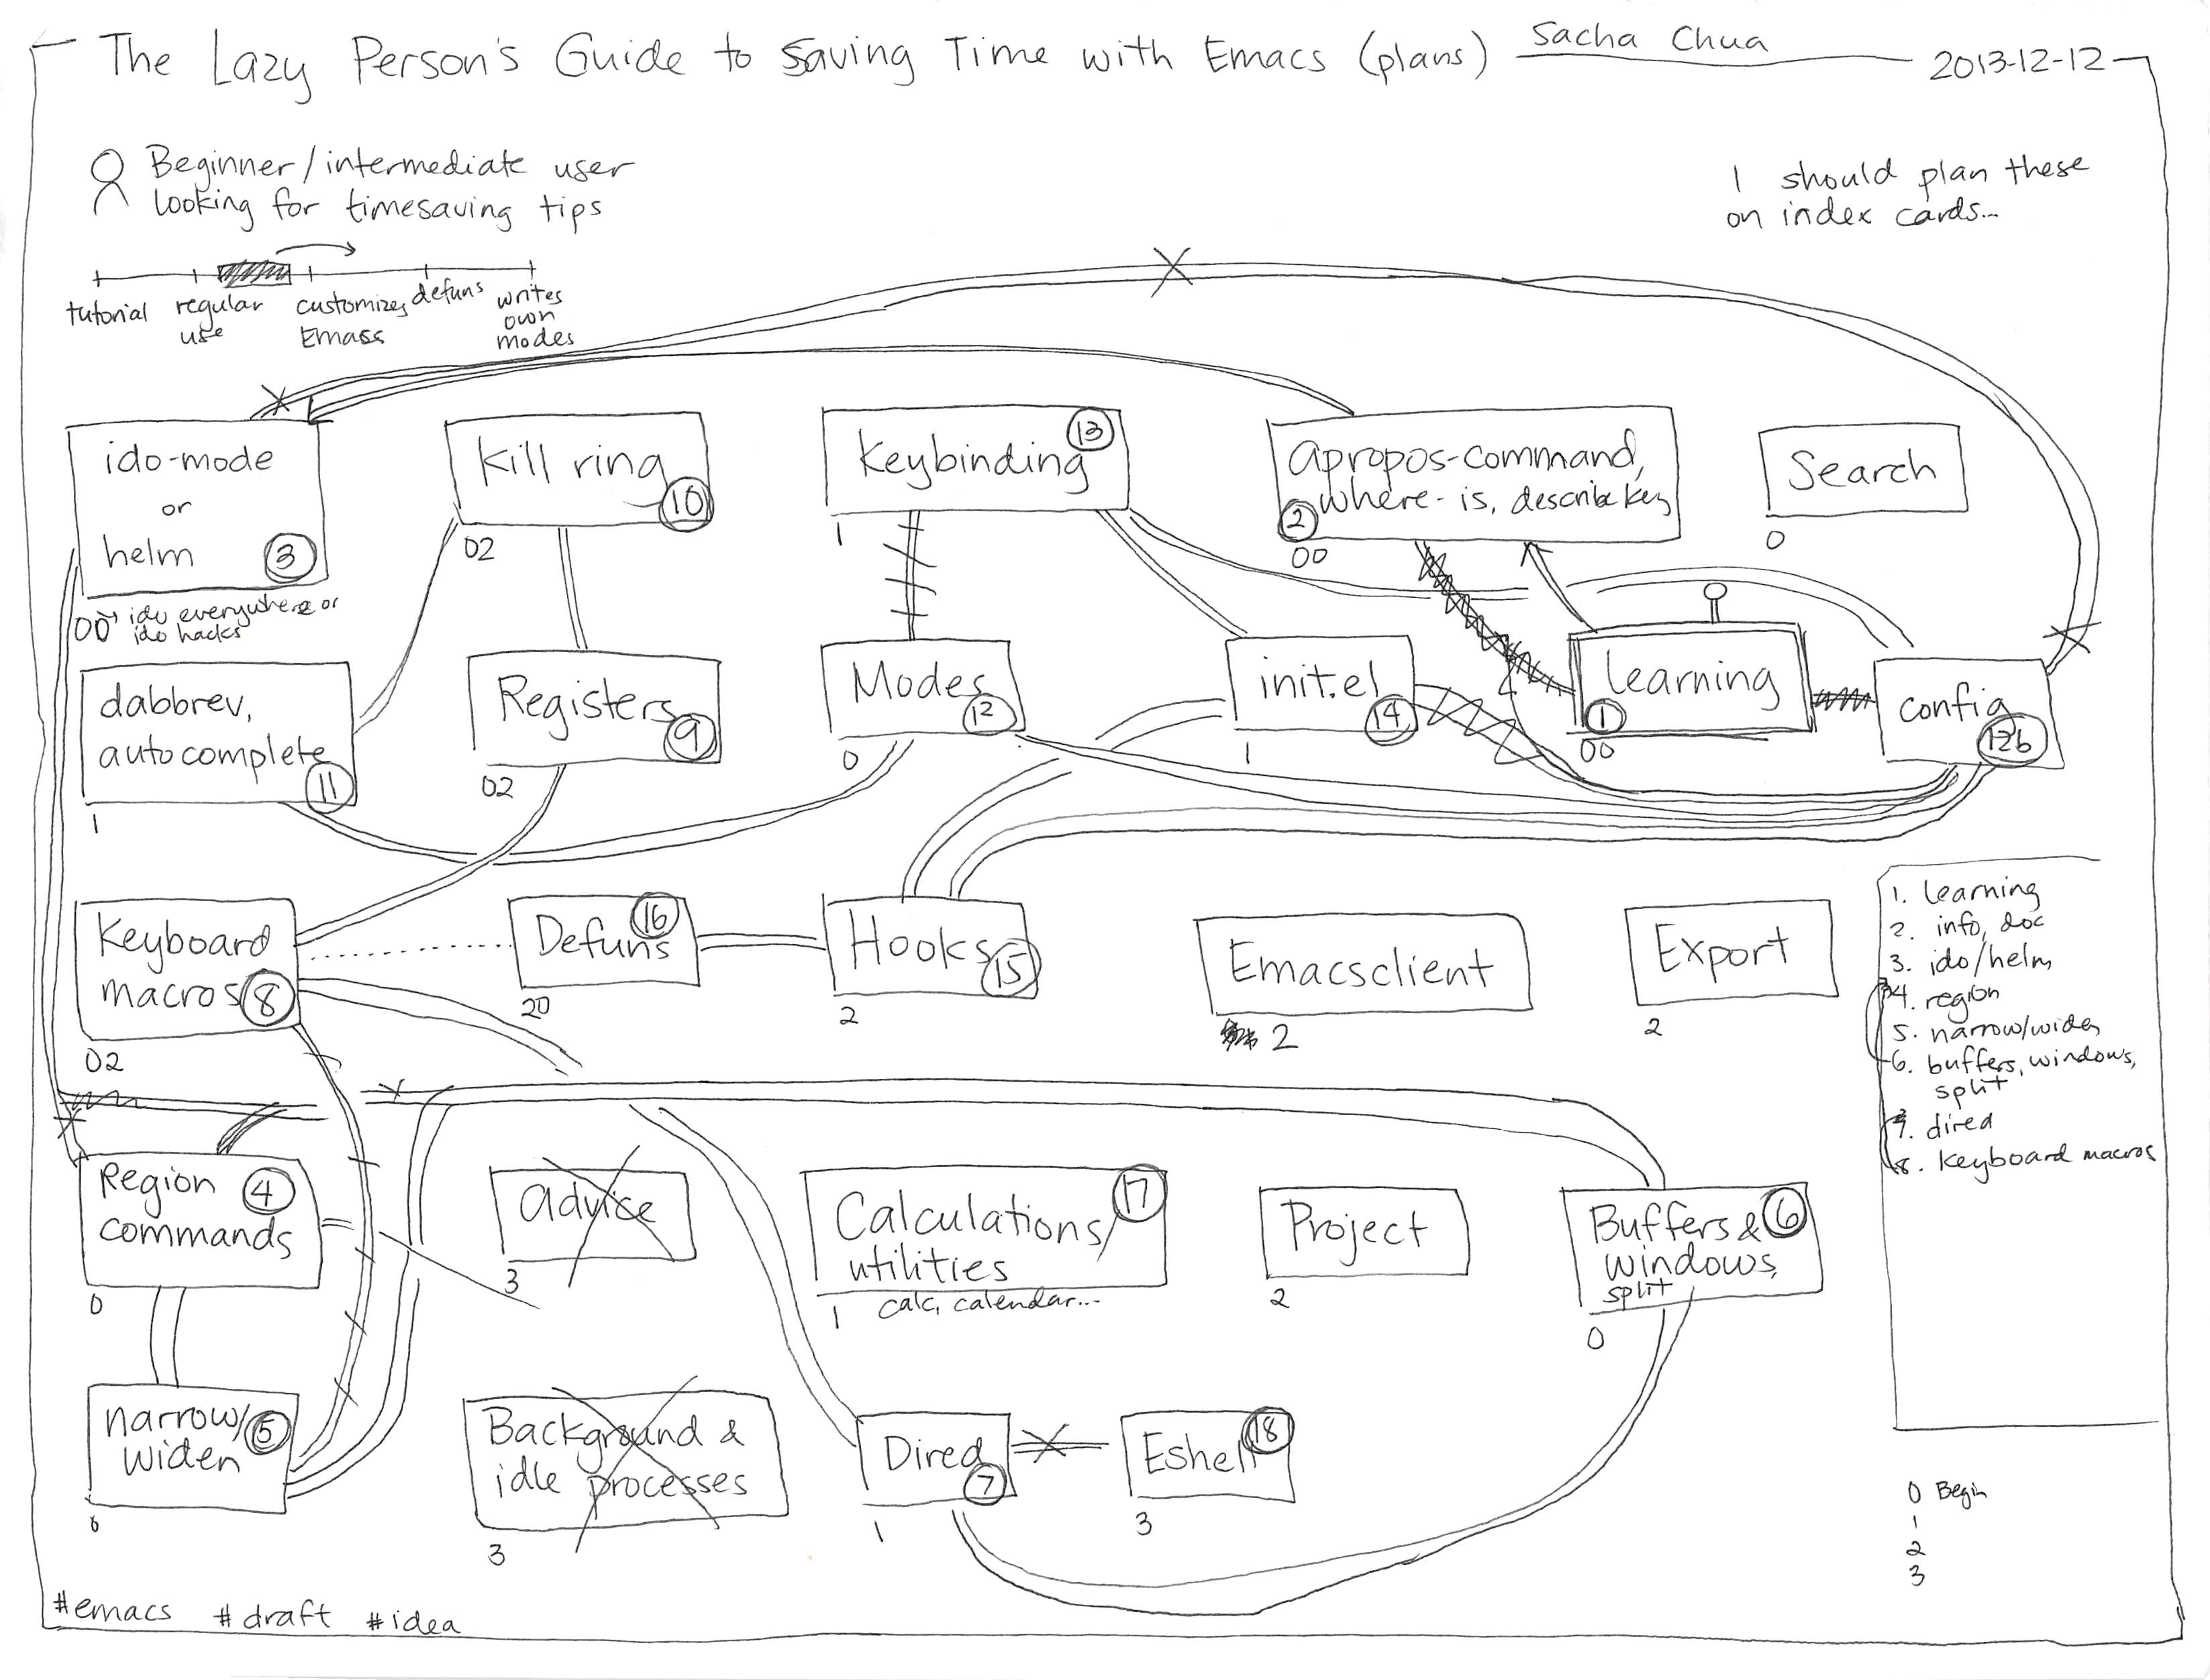 The Lazy Person's Guide to Saving Time with Emacs (plans)
Sacha Chua
2013-12-12
Beginner/intermediate user
looking for timesaving tips
I should plan these
on index cards...
tutorial
regular
use
customizes
Emacs
defuns
writes
own
modes
ido-mode
or
helm
3
00
ido everywhere or
ido hacks
kill ring
10
02
Keybinding
13
1
apropos-command,
where-is, describe key
2
00
Search
0
dabbrev,
autocomplete
11
1
Registers
9
02
Modes
12
0
init.el
14
1
learning
1
00
config
12b
Keyboard
macros
8
02
Defuns
16
20
Hooks
15
2
Emacsclient
2
Export
2
1. learning
2. info, doc
3. ido/helm
4. region
5. narrow/widen
6. buffers, windows,
split
7. dired
8. keyboard macros
Region
commands
4
0
advice
3
Calculations/
utilities
17
1
calc, calendar...
Project
2
Buffers &
windows,
split
6
0
narrow/
widen
5
0
Background &
idle processes
3
Dired
7
1
Eshell
18
3
0 Begin
1
2
3
#emacs #draft #idea